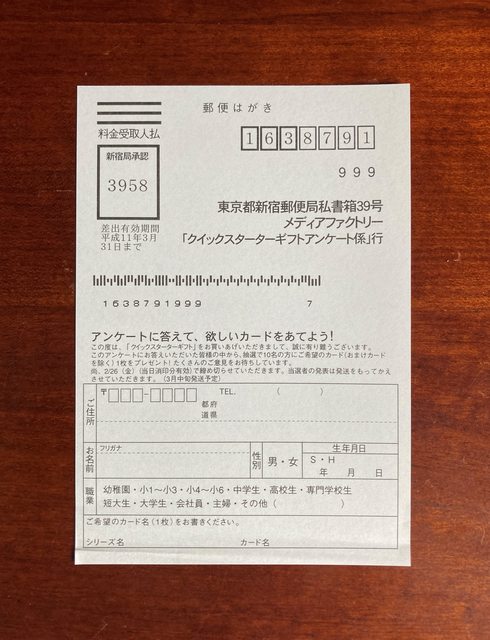 郵便はがき
料金受取人払
新宿局承認
3958
差出有効期間
平成11年3月
31日まで
1638791
999
東京都新宿郵便局私書箱39号
メディアファクトリー
「クイックスターターギフトアンケート係」行
1638791999 7
アンケートに答えて、欲しいカードをあてよう!
この度は、「クイックスターターギフト」をお買いあげいただきまして、誠に有り難うございます。
このアンケートにお答えいただいた皆様の中から、抽選で10名の方にご希望のカード(おまけカード
を除く)1枚をプレゼント!たくさんのご意見をお待ちしています。
尚、2/26(金)(当日消印分有効)で締め切らせていただきます。当選者の発表は発送をもってかえ
させていただきます。(3月中旬発送予定)
ご住所
〒 - TEL. ( )
都府
道県
お名前
フリガナ
性別
男・女
生年月日
S・H
年 月 日
職業
幼稚園・小1〜小3・小4〜小6・中学生・高校生・専門学校生
短大生・大学生・会社員・主婦・その他( )
ご希望のカード名(1枚)をお書きください。
シリーズ名 カード名